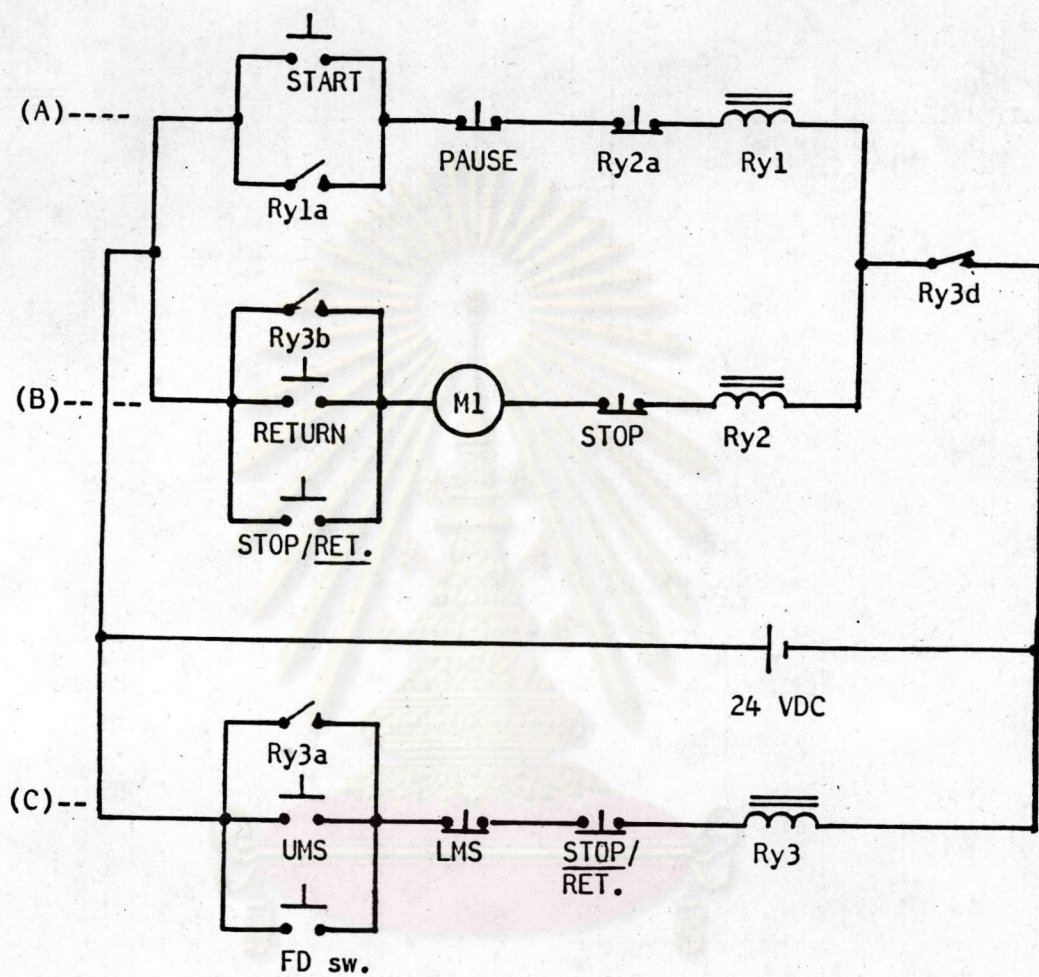 START
(A)----
PAUSE
Ry2a
Ry1
Ry1a
Ry3d
Ry3b
(B)-- --
M1
RETURN
STOP
Ry2
STOP/RET.
24 VDC
Ry3a
(C)--
UMS
LMS
STOP/
RET.
Ry3
FD sw.